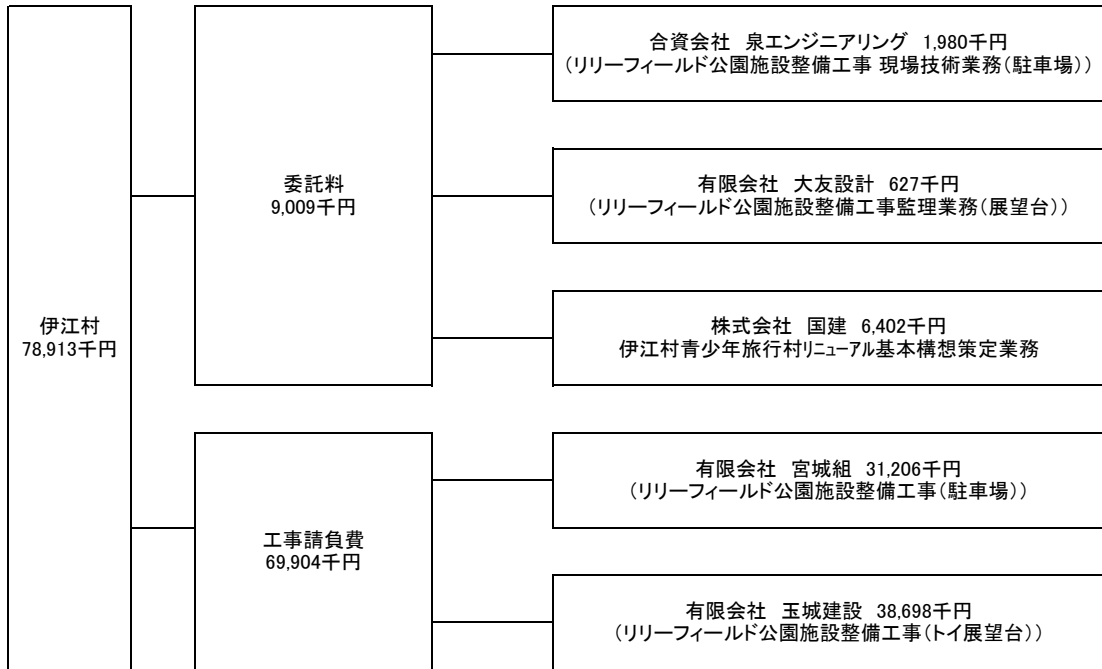 伊江村
78,913千円
委託料
9,009千円
合資会社 泉エンジニアリング 1,980千円
(リリーフィールド公園施設整備工事 現場技術業務(駐車場))
有限会社 大友設計 627千円
(リリーフィールド公園施設整備工事監理業務(展望台))
株式会社 国建 6,402千円
伊江村青少年旅行村リニューアル基本構想策定業務
工事請負費
69,904千円
有限会社 宮城組 31,206千円
(リリーフィールド公園施設整備工事(駐車場))
有限会社 玉城建設 38,698千円
(リリーフィールド公園施設整備工事(トイ展望台))